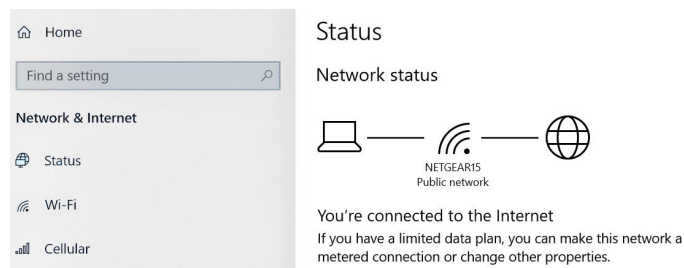 Home
Find a setting
Network & Internet
Status
Wi-Fi
Cellular
Status
Network status
NETGEAR15
Public network
You're connected to the Internet
If you have a limited data plan, you can make this network a
metered connection or change other properties.